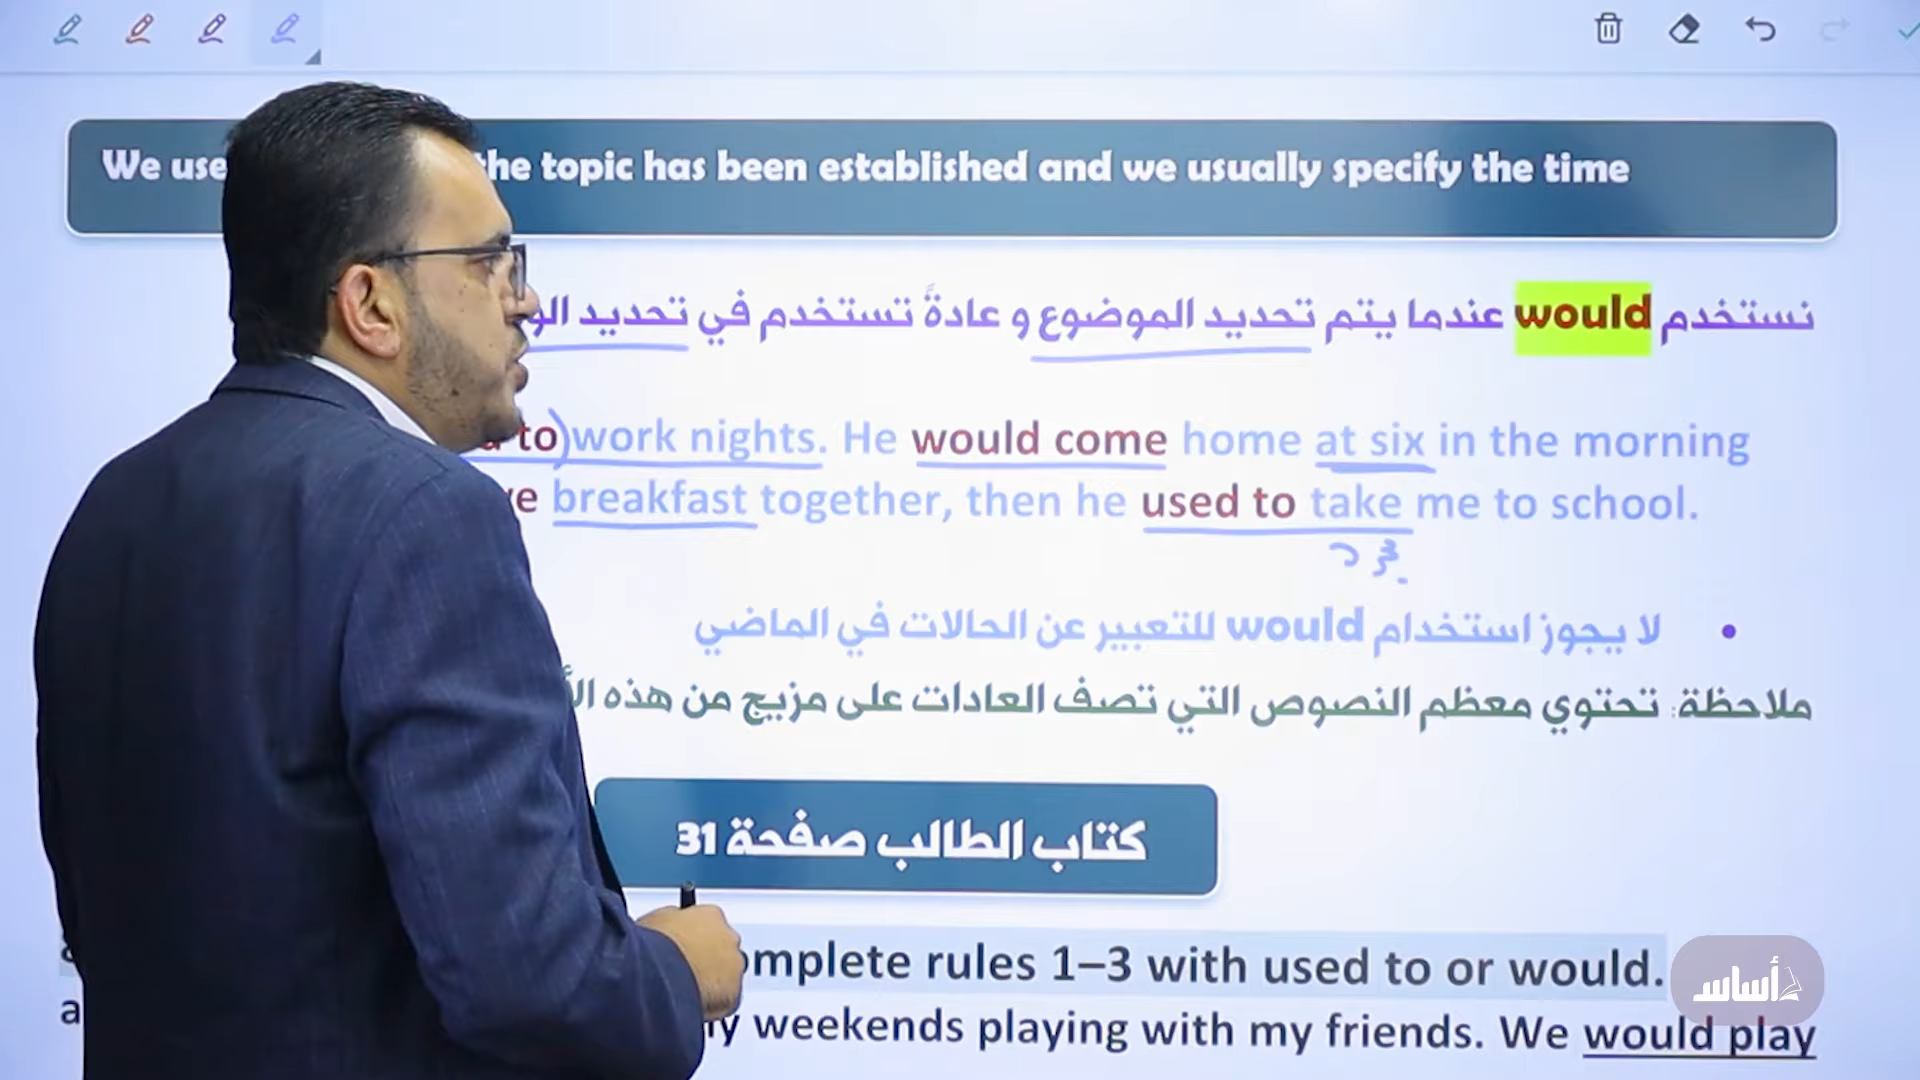 We use the topic has been established and we usually specify the time
نستخدم would عندما يتم تحديد الموضوع و عادةً تستخدم في تحديد
to) work nights. He would come home at six in the morning
breakfast together, then he used to take me to school.
• لا يجوز استخدام would للتعبير عن الحالات في الماضي
ملاحظة: تحتوي معظم النصوص التي تصف العادات على مزيج من هذه
كتاب الطالب صفحة 31
omplete rules 1–3 with used to or would.
weekends playing with my friends. We would play
أساس